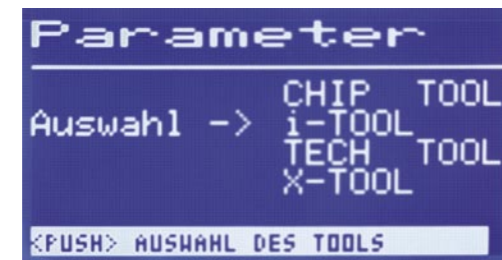 Parameter
CHIP TOOL
Auswahl -> i-TOOL
TECH TOOL
X-TOOL
<PUSH> AUSWAHL DES TOOLS